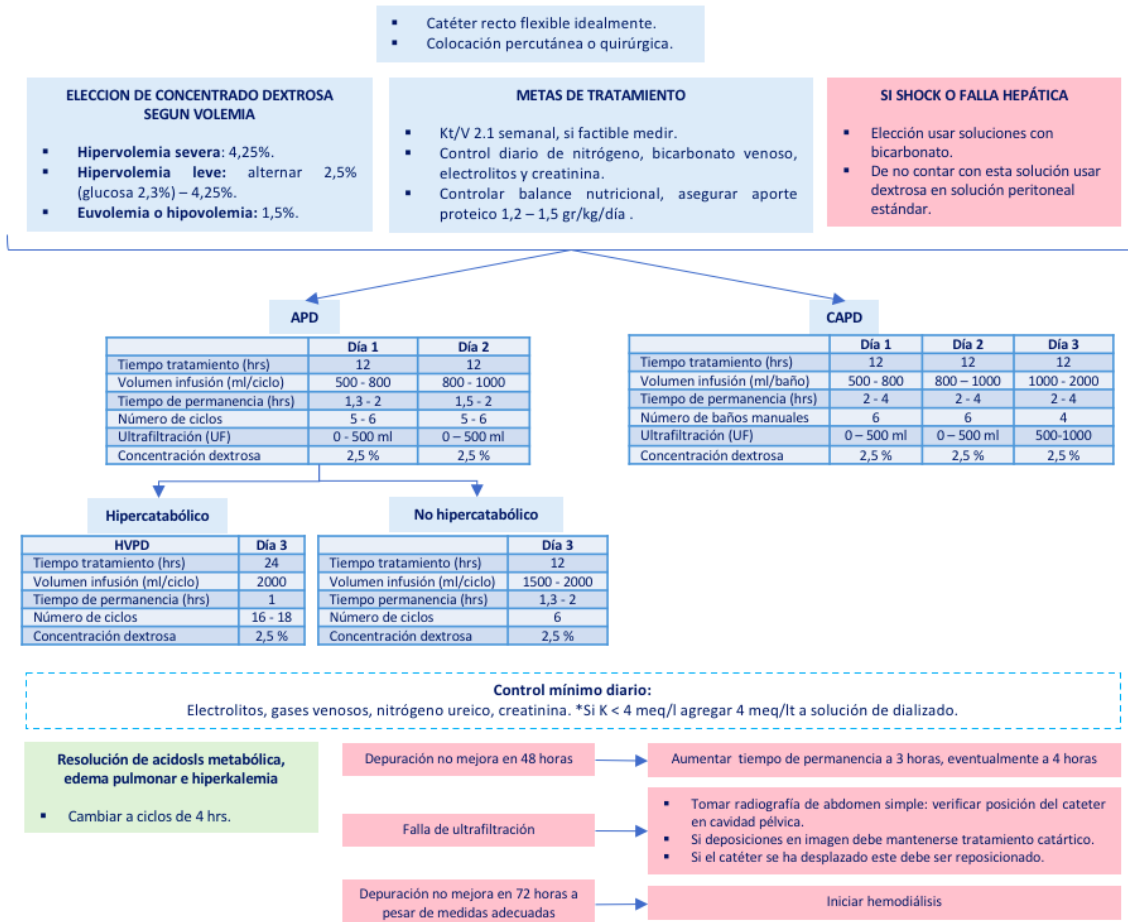 ▪ Catéter recto flexible idealmente.
▪ Colocación percutánea o quirúrgica.
ELECCION DE CONCENTRADO DEXTROSA
SEGUN VOLEMIA
▪ Hipervolemia severa: 4,25%.
▪ Hipervolemia leve: alternar 2,5%
(glucosa 2,3%) – 4,25%.
▪ Euvolemia o hipovolemia: 1,5%.
METAS DE TRATAMIENTO
▪ Kt/V 2.1 semanal, si factible medir.
▪ Control diario de nitrógeno, bicarbonato venoso,
electrolitos y creatinina.
▪ Controlar balance nutricional, asegurar aporte
proteico 1,2 – 1,5 gr/kg/día .
SI SHOCK O FALLA HEPÁTICA
▪ Elección usar soluciones con
bicarbonato.
▪ De no contar con esta solución usar
dextrosa en solución peritoneal
estándar.
APD
Día 1 Día 2
Tiempo tratamiento (hrs) 12 12
Volumen infusión (ml/ciclo) 500 - 800 800 - 1000
Tiempo de permanencia (hrs) 1,3 - 2 1,5 - 2
Número de ciclos 5 - 6 5 - 6
Ultrafiltración (UF) 0 - 500 ml 0 – 500 ml
Concentración dextrosa 2,5 % 2,5 %
CAPD
Día 1 Día 2 Día 3
Tiempo tratamiento (hrs) 12 12 12
Volumen infusión (ml/baño) 500 - 800 800 – 1000 1000 - 2000
Tiempo de permanencia (hrs) 2 - 4 2 - 4 2 - 4
Número de baños manuales 6 6 4
Ultrafiltración (UF) 0 – 500 ml 0 – 500 ml 500-1000
Concentración dextrosa 2,5 % 2,5 % 2,5 %
Hipercatabólico
HVPD Día 3
Tiempo tratamiento (hrs) 24
Volumen infusión (ml/ciclo) 2000
Tiempo de permanencia (hrs) 1
Número de ciclos 16 - 18
Concentración dextrosa 2,5 %
No hipercatabólico
Día 3
Tiempo tratamiento (hrs) 12
Volumen infusión (ml/ciclo) 1500 - 2000
Tiempo permanencia (hrs) 1,3 - 2
Número de ciclos 6
Concentración dextrosa 2,5 %
Control mínimo diario:
Electrolitos, gases venosos, nitrógeno ureico, creatinina. *Si K < 4 meq/l agregar 4 meq/lt a solución de dializado.
Resolución de acidosIs metabólica,
edema pulmonar e hiperkalemia
▪ Cambiar a ciclos de 4 hrs.
Depuración no mejora en 48 horas
Aumentar tiempo de permanencia a 3 horas, eventualmente a 4 horas
Falla de ultrafiltración
▪ Tomar radiografía de abdomen simple: verificar posición del cateter
en cavidad pélvica.
▪ Si deposiciones en imagen debe mantenerse tratamiento catártico.
▪ Si el catéter se ha desplazado este debe ser reposicionado.
Depuración no mejora en 72 horas a
pesar de medidas adecuadas
Iniciar hemodiálisis